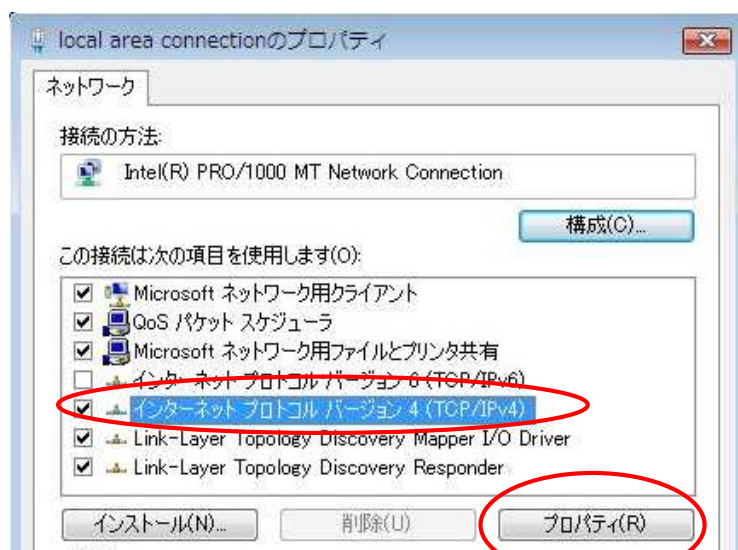 local area connectionのプロパティ
ネットワーク
接続の方法:
Intel(R) PRO/1000 MT Network Connection
構成(C)...
この接続は次の項目を使用します(O):
Microsoft ネットワーク用クライアント
QoS パケット スケジューラ
Microsoft ネットワーク用ファイルとプリンタ共有
インターネット プロトコル バージョン 6 (TCP/IPv6)
インターネット プロトコル バージョン 4 (TCP/IPv4)
Link-Layer Topology Discovery Mapper I/O Driver
Link-Layer Topology Discovery Responder
インストール(N)... 削除(U) プロパティ(R)